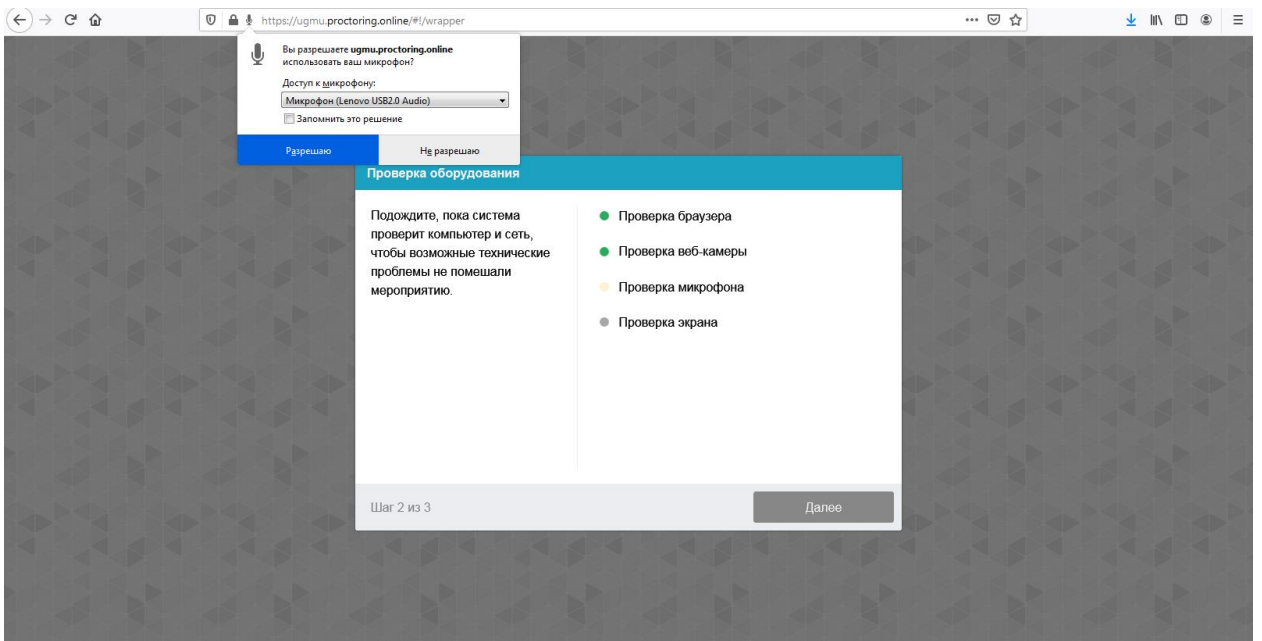 https://ugmu.proctoring.online/#!/wrapper
Вы разрешаете ugmu.proctoring.online
использовать ваш микрофон?
Доступ к микрофону:
Микрофон (Lenovo USB2.0 Audio)
Запомнить это решение
Разрешаю
Не разрешаю
Проверка оборудования
Подождите, пока система
проверит компьютер и сеть,
чтобы возможные технические
проблемы не помешали
мероприятию.
Проверка браузера
Проверка веб-камеры
Проверка микрофона
Проверка экрана
Шаг 2 из 3
Далее